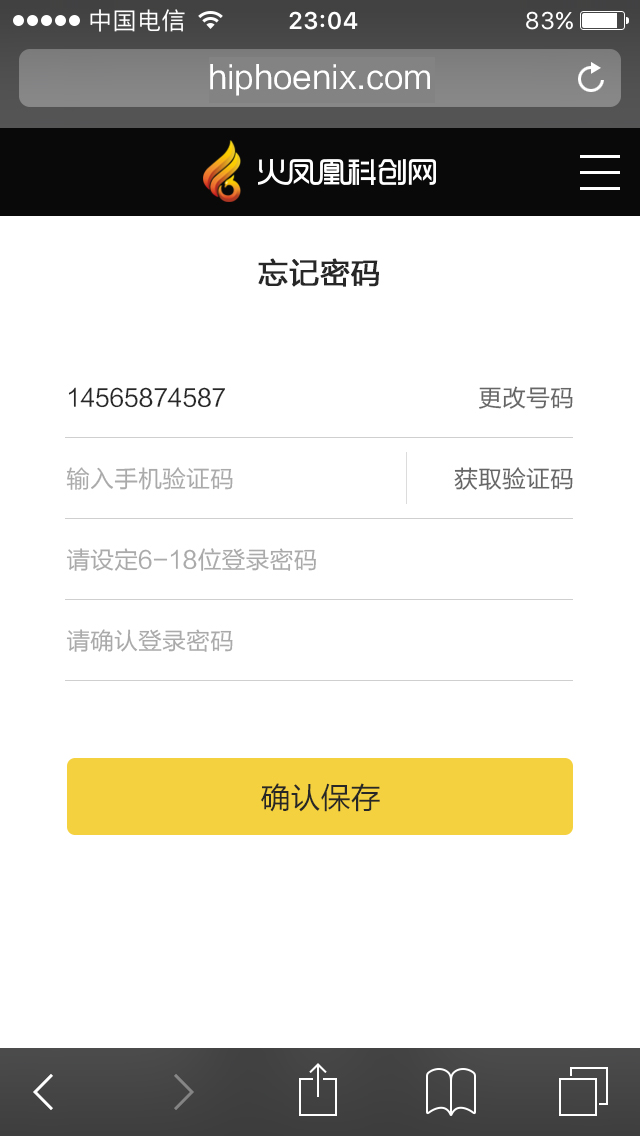 中国电信 23:04 83%
hiphoenix.com
火凤凰科创网
忘记密码
14565874587 更改号码
输入手机验证码 获取验证码
请设定6-18位登录密码
请确认登录密码
确认保存